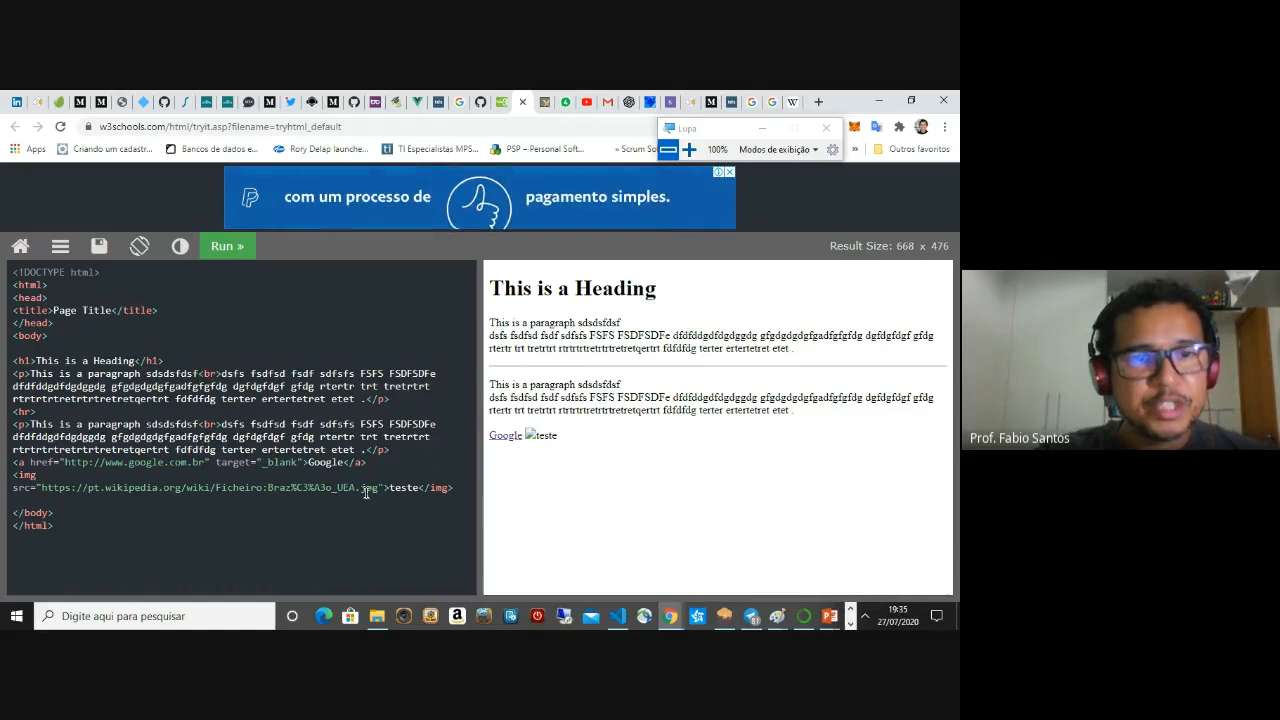 w3schools.com/html/tryit.asp?filename=tryhtml_default
Lupa
100%
Modos de exibição
Apps
Criando um cadastr...
Bancos de dados e...
Rory Delap launche...
TI Especialistas MPS...
PSP – Personal Soft...
» Scrum So
»
Outros favoritos
com um processo de
pagamento simples.
Run »
Result Size: 668 x 476
<!DOCTYPE html>
<html>
<head>
<title>Page Title</title>
</head>
<body>
<h1>This is a Heading</h1>
<p>This is a paragraph sdsdsfdsf<br>dsfs fsdfsd fsdf sdfsfs FSFS FSDFSDFe
dfdfddgdfdgdggdg gfgdgdgdgfgadfgfgfdg dgfdgfdgf gfdg rtertr trt tretrtrt
rtrtrtrtretrtrtretretretqertrt fdfdfdg terter ertertetret etet .</p>
<hr>
<p>This is a paragraph sdsdsfdsf<br>dsfs fsdfsd fsdf sdfsfs FSFS FSDFSDFe
dfdfddgdfdgdggdg gfgdgdgdgfgadfgfgfdg dgfdgfdgf gfdg rtertr trt tretrtrt
rtrtrtrtretrtrtretretretqertrt fdfdfdg terter ertertetret etet .</p>
<a href="http://www.google.com.br" target="_blank">Google</a>
<img
src="https://pt.wikipedia.org/wiki/Ficheiro:Braz%C3%A3o_UEA.jpg">teste</img>
</body>
</html>
This is a Heading
This is a paragraph sdsdsfdsf
dsfs fsdfsd fsdf sdfsfs FSFS FSDFSDFe dfdfddgdfdgdggdg gfgdgdgdgfgadfgfgfdg dgfdgfdgf gfdg
rtertr trt tretrtrt rtrtrtrtretrtrtretretretqertrt fdfdfdg terter ertertetret etet .
This is a paragraph sdsdsfdsf
dsfs fsdfsd fsdf sdfsfs FSFS FSDFSDFe dfdfddgdfdgdggdg gfgdgdgdgfgadfgfgfdg dgfdgfdgf gfdg
rtertr trt tretrtrt rtrtrtrtretrtrtretretretqertrt fdfdfdg terter ertertetret etet .
Google teste
Prof. Fabio Santos
Digite aqui para pesquisar
19:35
27/07/2020